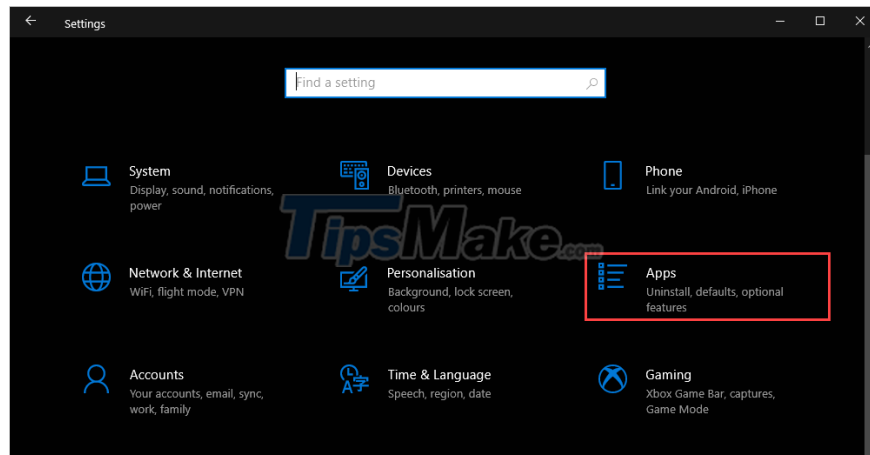 Settings
Find a setting
System
Display, sound, notifications,
power
Devices
Bluetooth, printers, mouse
Phone
Link your Android, iPhone
TipsMake.com
Network & Internet
WiFi, flight mode, VPN
Personalisation
Background, lock screen,
colours
Apps
Uninstall, defaults, optional
features
Accounts
Your accounts, email, sync,
work, family
Time & Language
Speech, region, date
Gaming
Xbox Game Bar, captures,
Game Mode